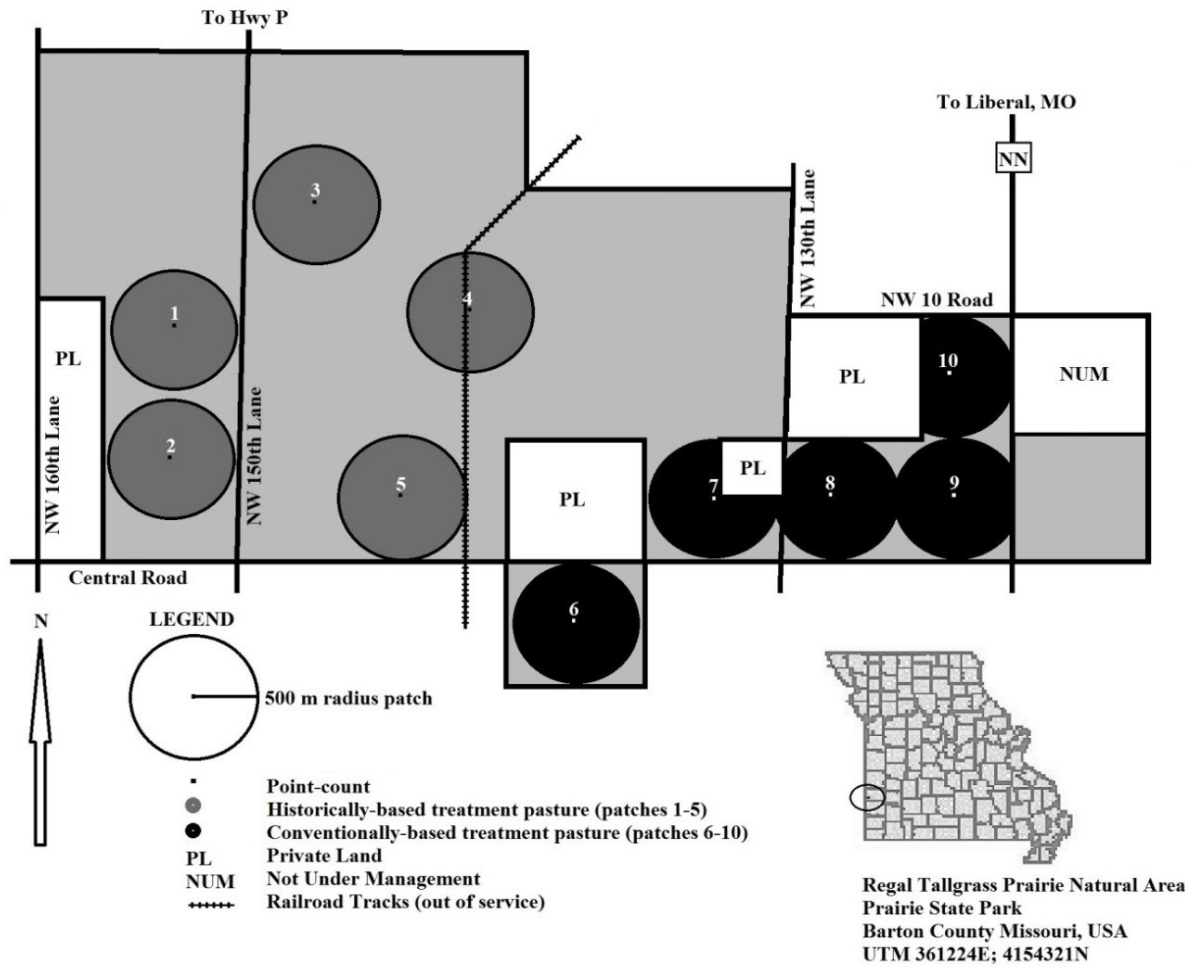 To Hwy P
To Liberal, MO
NN
3
NW 130th Lane
4
NW 10 Road
1
PL
10
PL
NUM
2
NW 160th Lane
NW 150th Lane
5
PL
7
PL
8
9
Central Road
6
N
LEGEND
500 m radius patch
Point-count
Historically-based treatment pasture (patches 1-5)
Conventionally-based treatment pasture (patches 6-10)
PL Private Land
NUM Not Under Management
Railroad Tracks (out of service)
Regal Tallgrass Prairie Natural Area
Prairie State Park
Barton County Missouri, USA
UTM 361224E; 4154321N